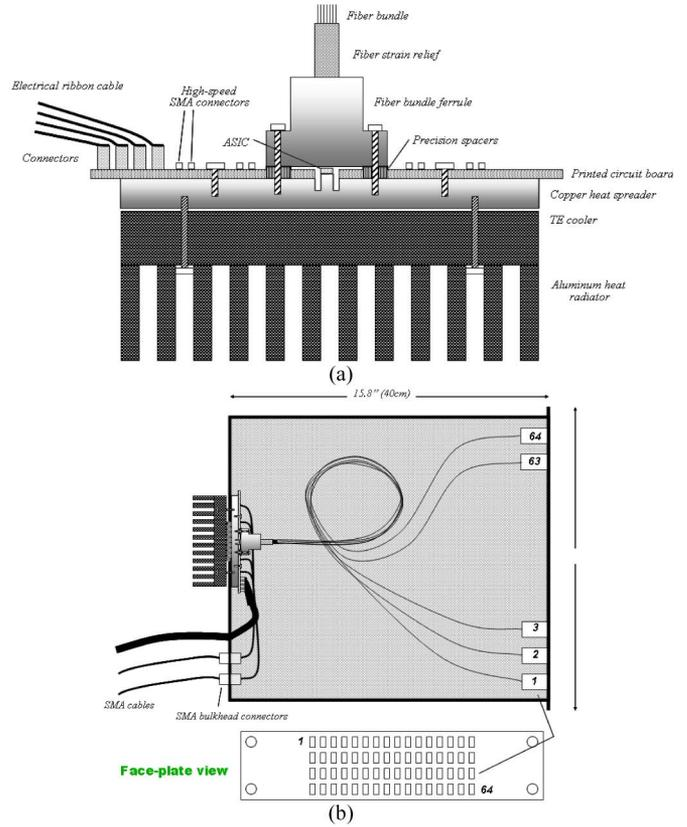 Fiber bundle
Fiber strain relief
Electrical ribbon cable
High-speed
SMA connectors
Fiber bundle ferrule
ASIC
Precision spacers
Connectors
Printed circuit board
Copper heat spreader
TE cooler
Aluminum heat
radiator
(a)
15.8" (40cm)
64
63
3
2
1
SMA cables
SMA bulkhead connectors
1
Face-plate view
64
(b)